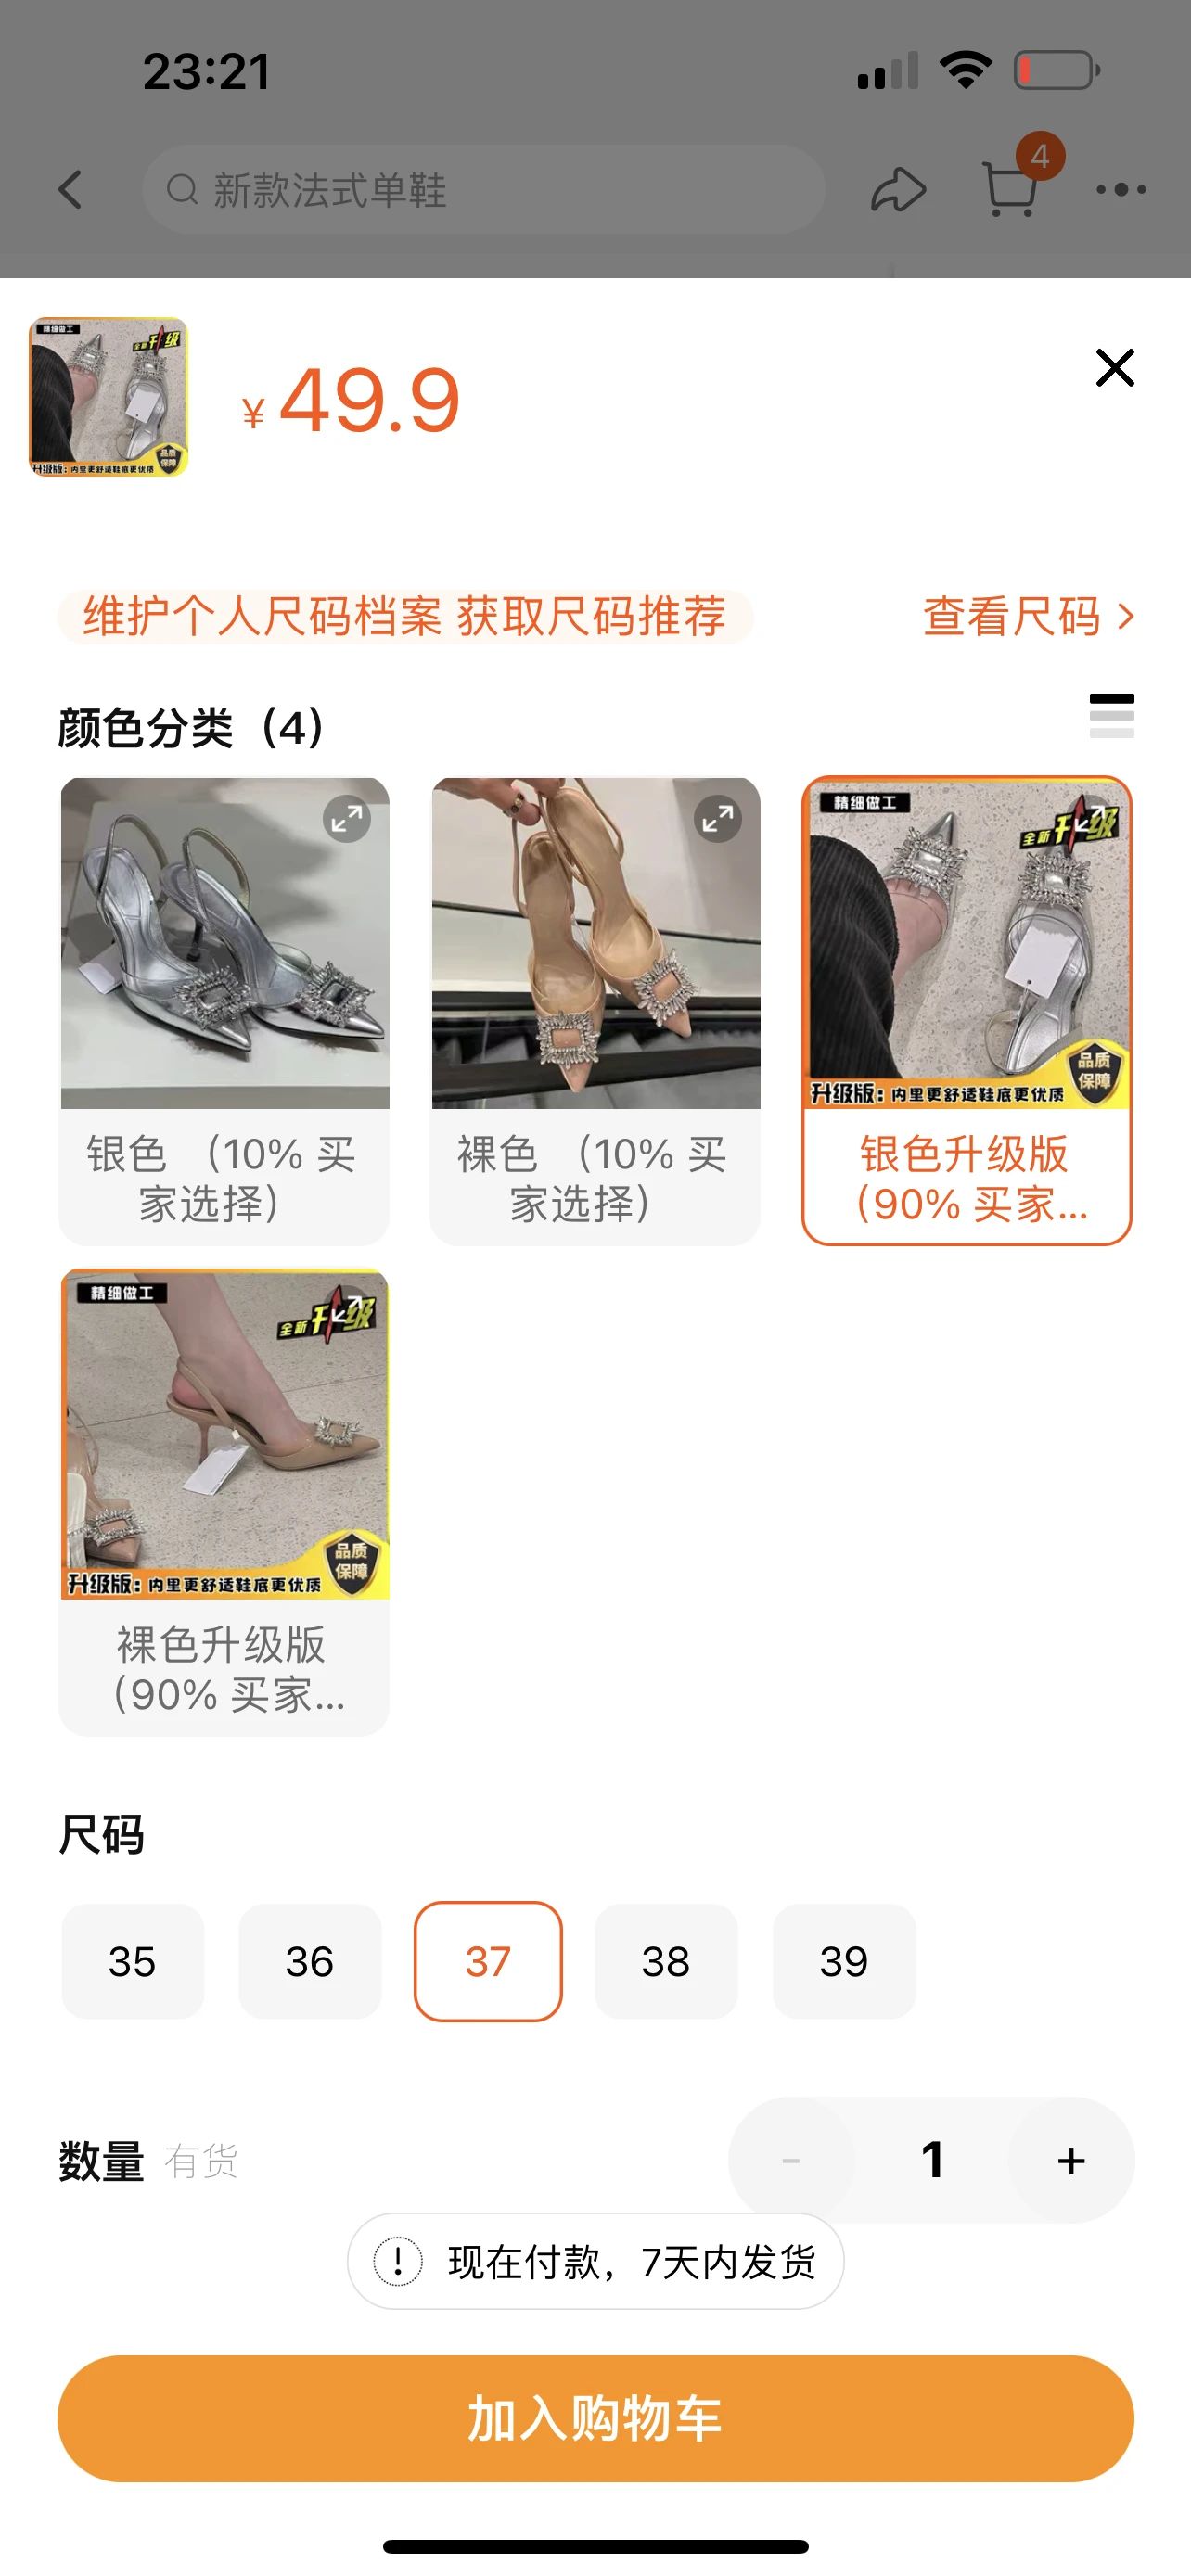 23:21
新款法式单鞋
4
精细做工
全新升级
品质
保障
升级版：内里更舒适鞋底更优质
¥49.9
维护个人尺码档案 获取尺码推荐
查看尺码
颜色分类（4）
精细做工
全新升级
品质
保障
升级版：内里更舒适鞋底更优质
银色 （10% 买
家选择）
裸色 （10% 买
家选择）
银色升级版
（90% 买家...
精细做工
全新升级
品质
保障
升级版：内里更舒适鞋底更优质
裸色升级版
（90% 买家...
尺码
35 36 37 38 39
数量 有货
- 1 +
! 现在付款，7天内发货
加入购物车